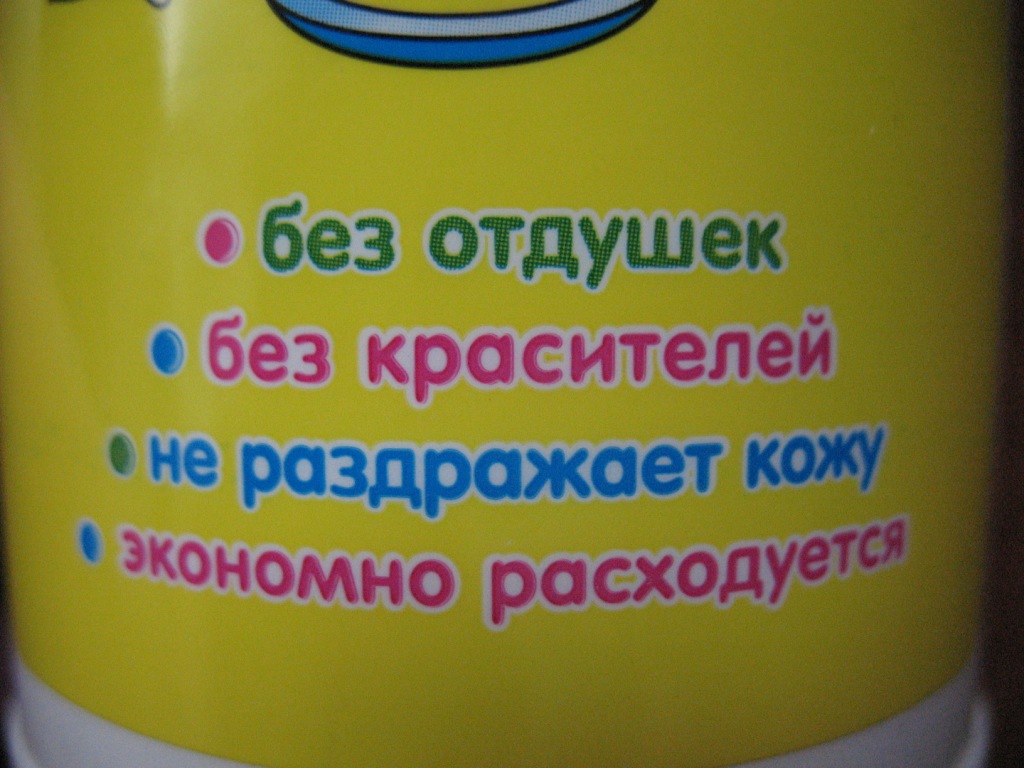 • без отдушек
• без красителей
• не раздражает кожу
• экономно расходуется